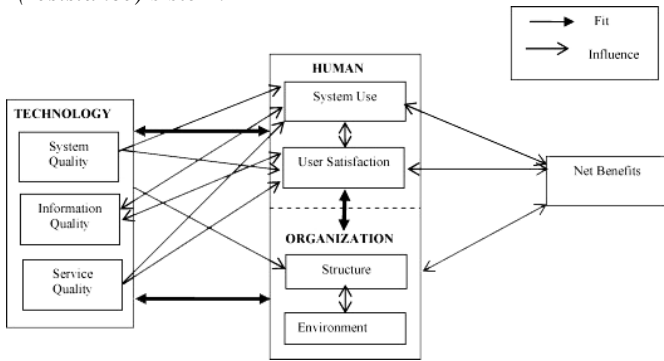 Fit
Influence
HUMAN
System Use
TECHNOLOGY
System
Quality
User Satisfaction
Net Benefits
Information
Quality
ORGANIZATION
Structure
Service
Quality
Environment